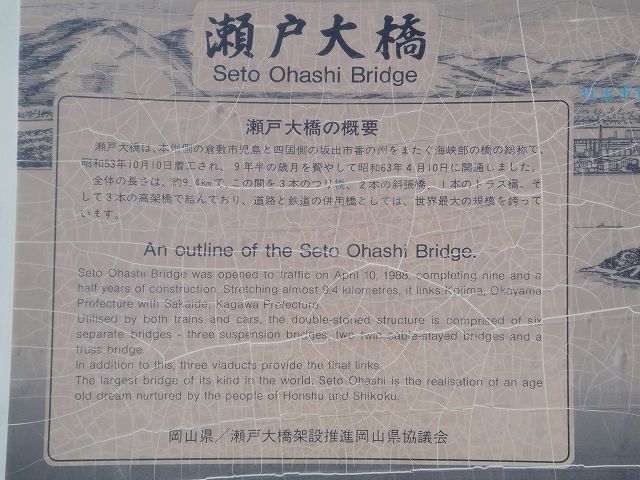 瀬戸大橋
Seto Ohashi Bridge
瀬戸大橋の概要
瀬戸大橋は、本州側の倉敷市児島と四国側の坂出市番の州をまたぐ海峡部の橋の総称で、
昭和53年10月10日着工され、9年半の歳月を費やして昭和63年4月10日に開通しました。
全体の長さは、約9.4kmで、この間を3本のつり橋、2本の斜張橋、1本のトラス橋、そ
して3本の高架橋で結んでおり、道路と鉄道の併用橋としては、世界最大の規模を誇って
います。
An outline of the Seto Ohashi Bridge.
Seto Ohashi Bridge was opened to traffic on April 10, 1988, completing nine and a
half years of construction. Stretching almost 9.4 kilometres, it links Kojima, Okayama
Prefecture with Sakaide, Kagawa Prefecture.
Utilised by both trains and cars, the double-storied structure is comprised of six
separate bridges - three suspension bridges, two twin cable-stayed bridges and a
truss bridge.
In addition to this, three viaducts provide the final links.
The largest bridge of its kind in the world, Seto Ohashi is the realisation of an age
old dream nurtured by the people of Honshu and Shikoku.
岡山県/瀬戸大橋架設推進岡山県協議会